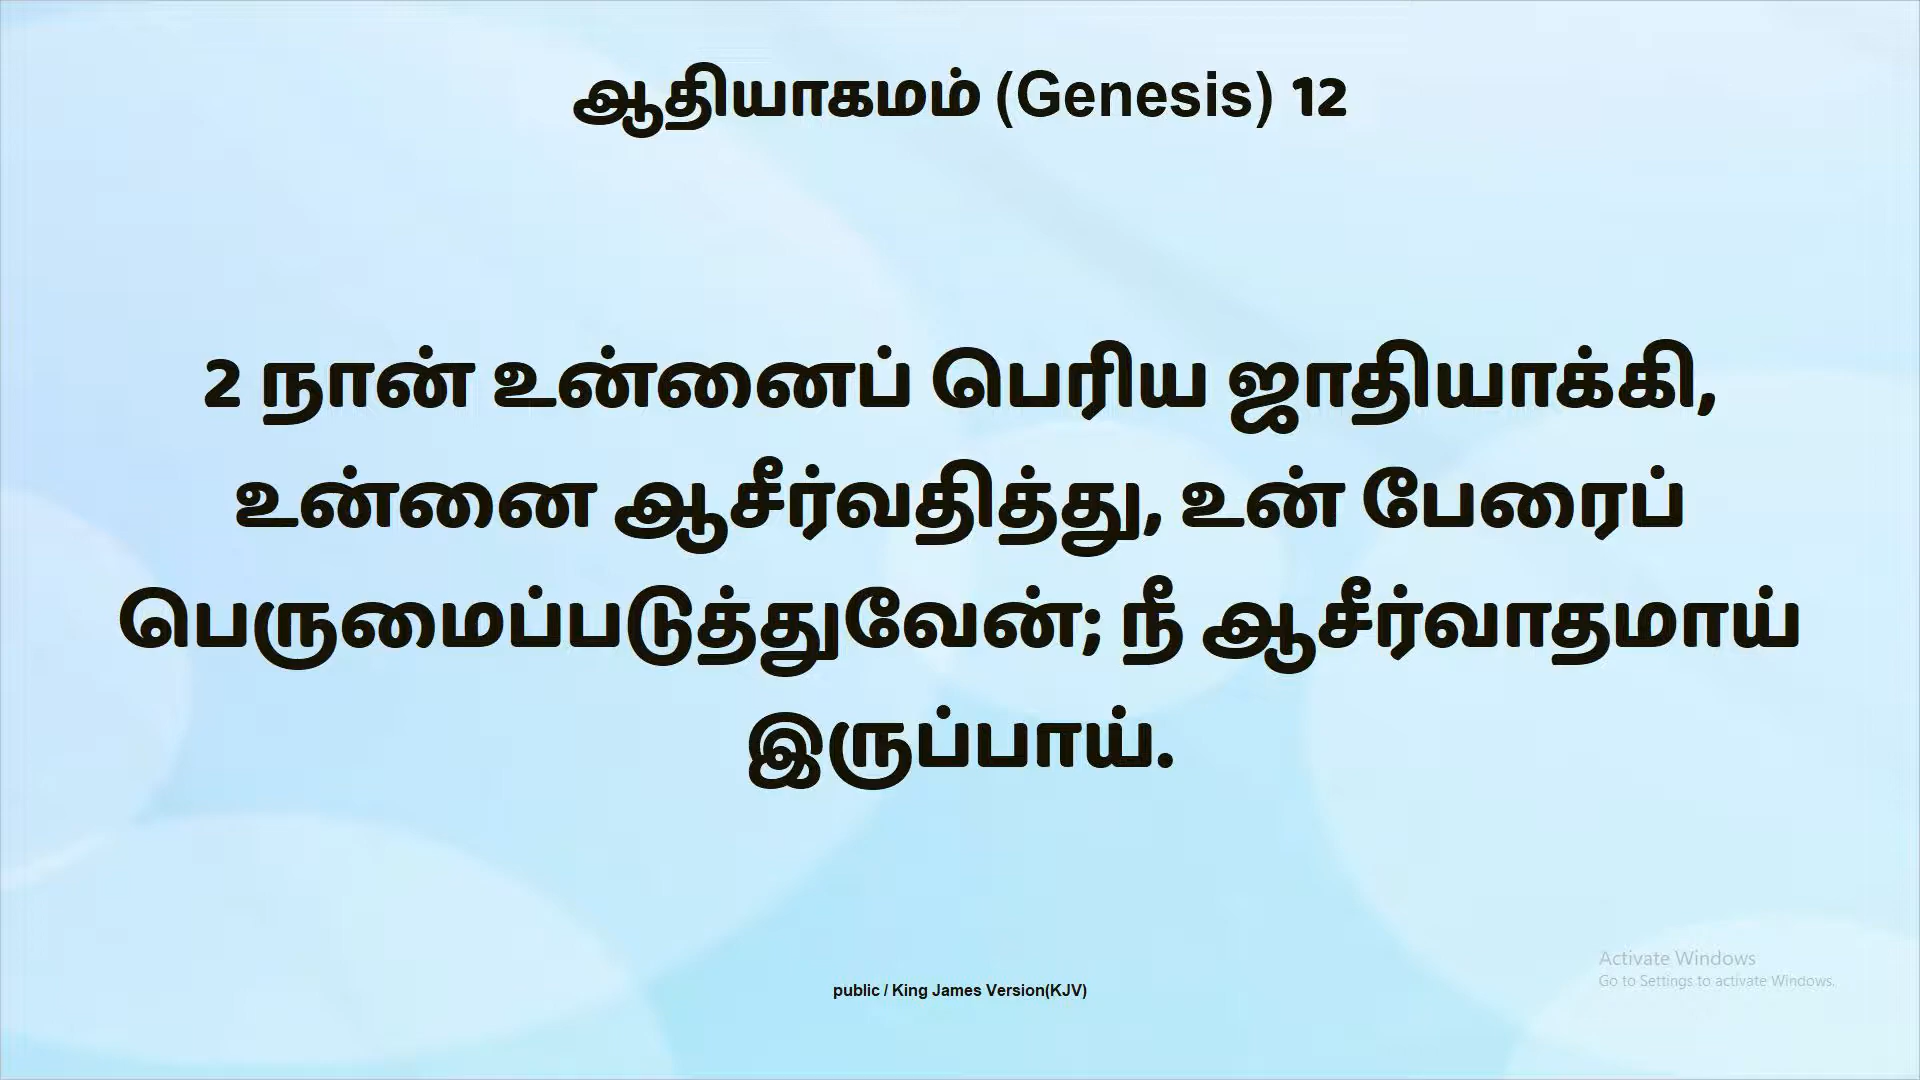 ஆதியாகமம் (Genesis) 12
2 நான் உன்னைப் பெரிய ஜாதியாக்கி,
உன்னை ஆசீர்வதித்து, உன் பேரைப்
பெருமைப்படுத்துவேன்; நீ ஆசீர்வாதமாய்
இருப்பாய்.
public / King James Version(KJV)
Activate Windows
Go to Settings to activate Windows.